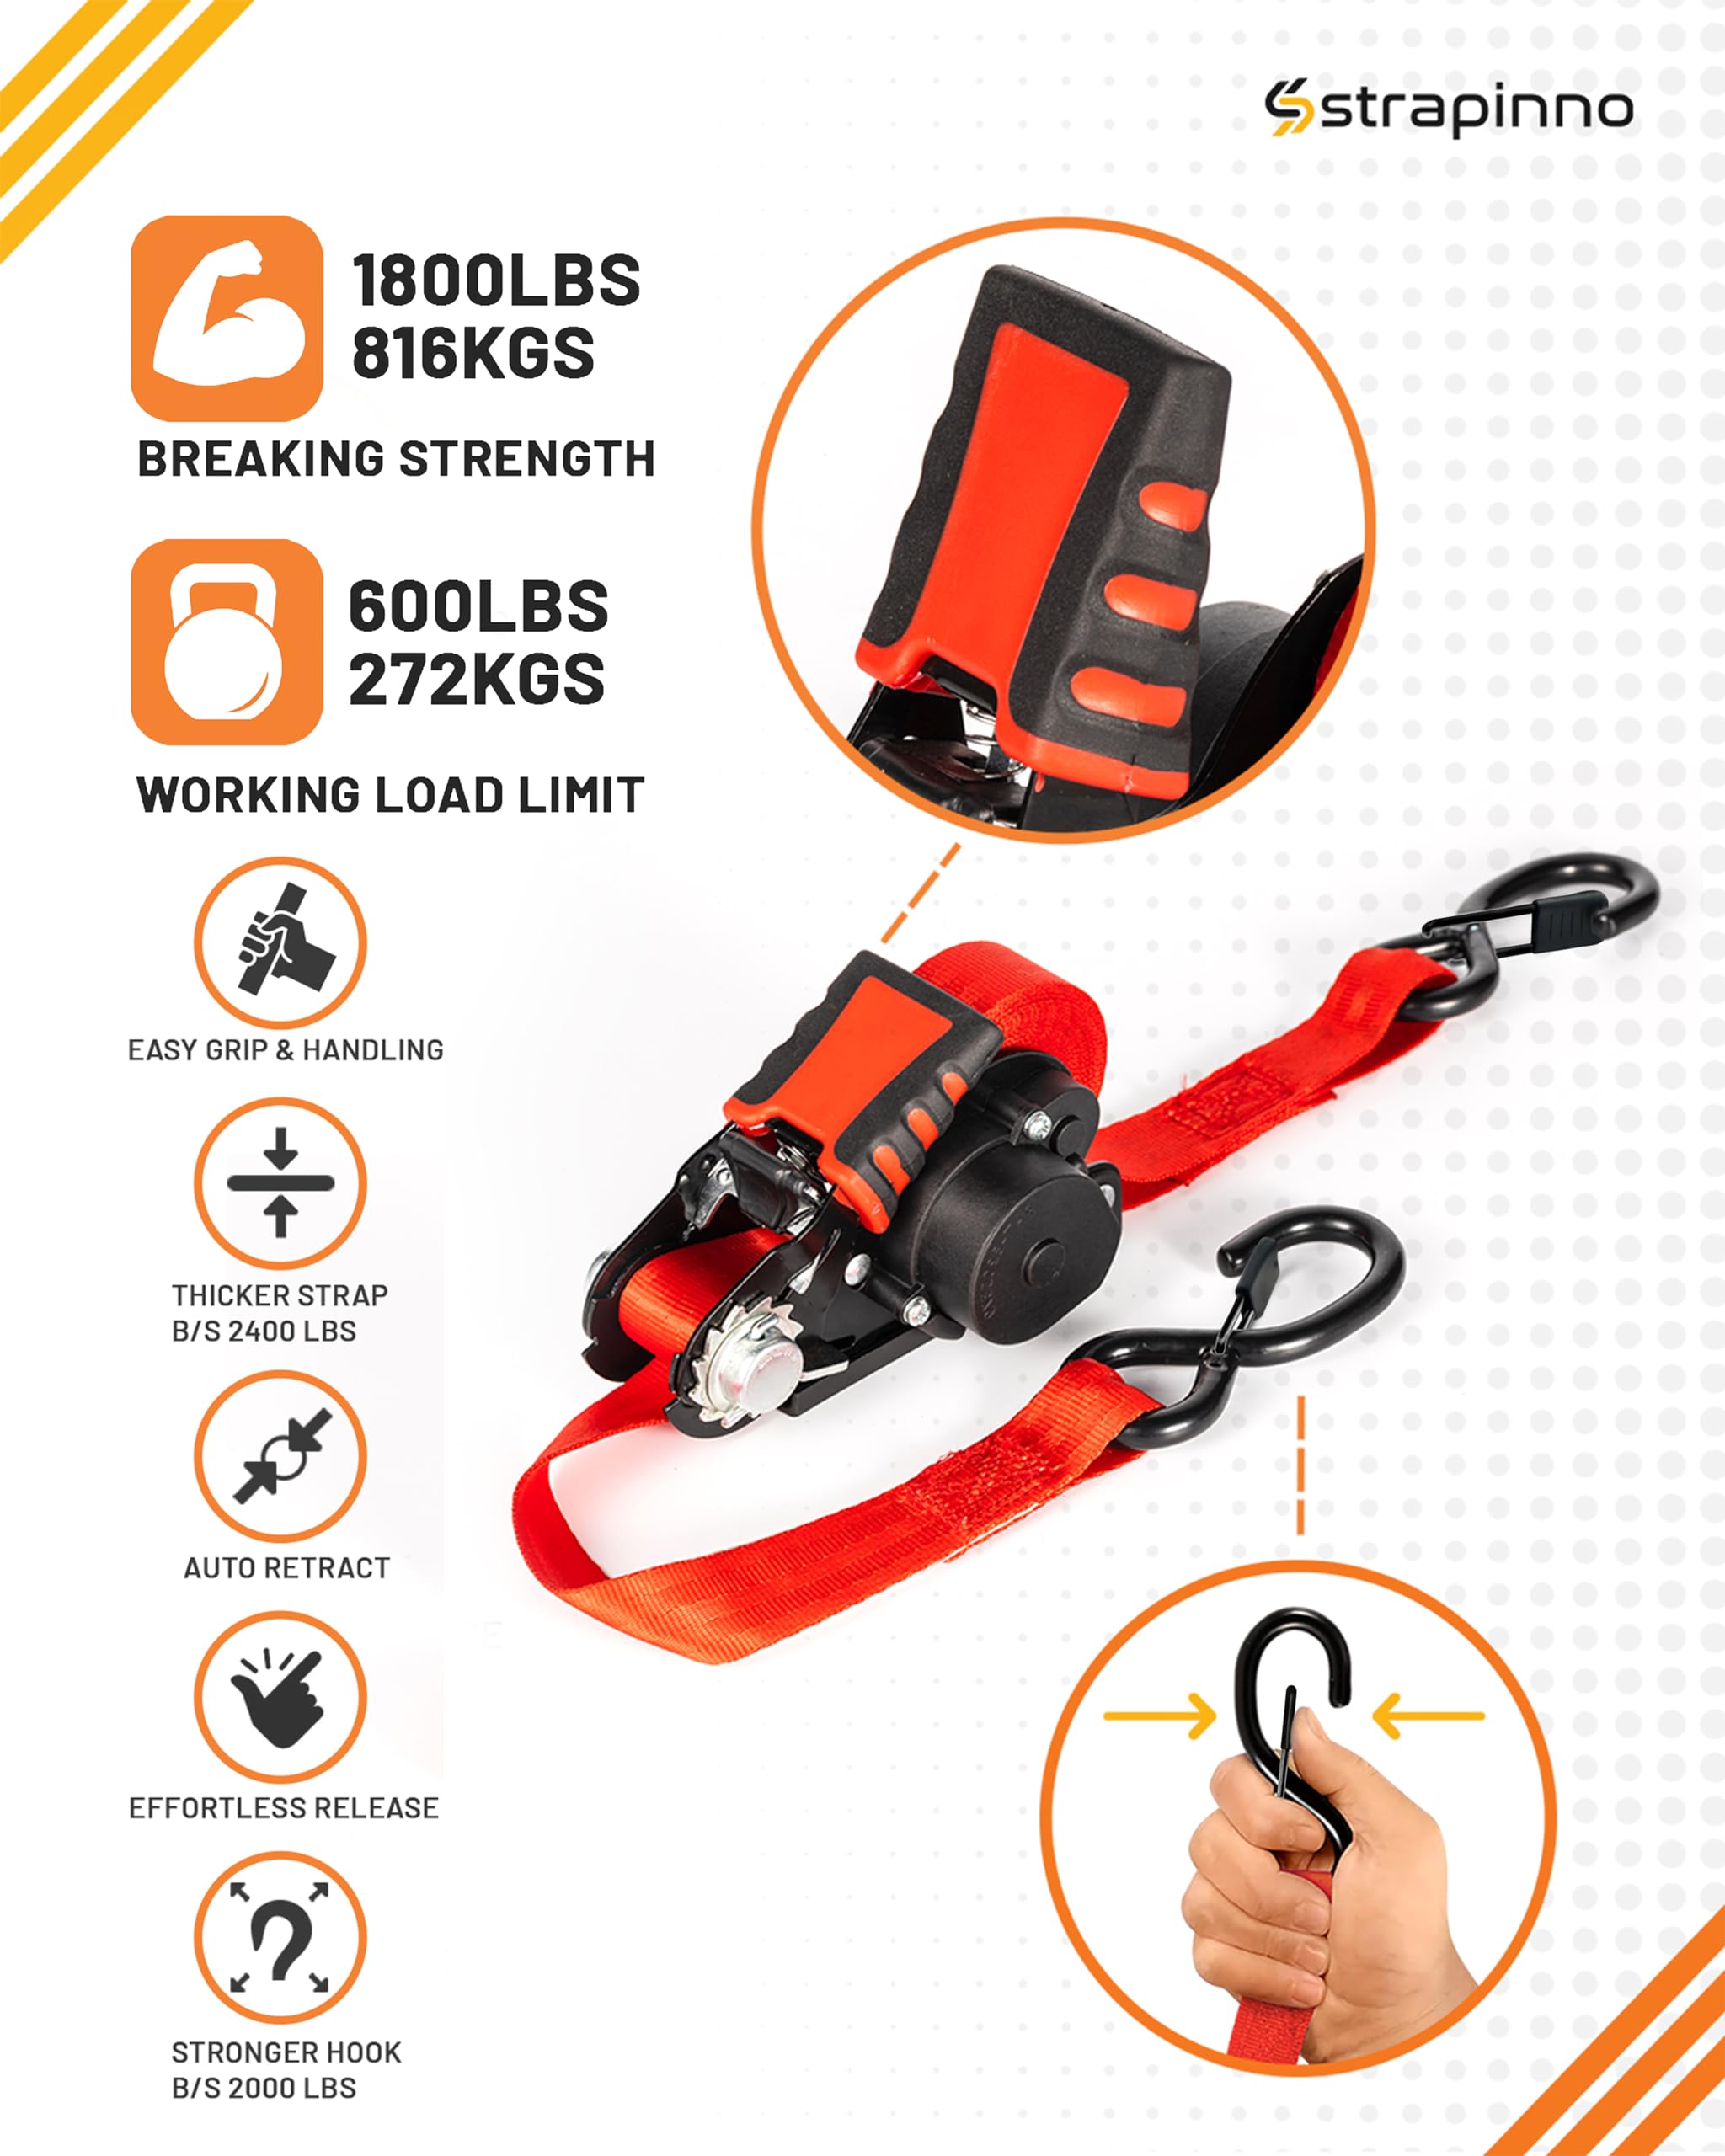 strapinno
1800LBS
816KGS
BREAKING STRENGTH
600LBS
272KGS
WORKING LOAD LIMIT
EASY GRIP & HANDLING
THICKER STRAP
B/S 2400 LBS
AUTO RETRACT
EFFORTLESS RELEASE
STRONGER HOOK
B/S 2000 LBS